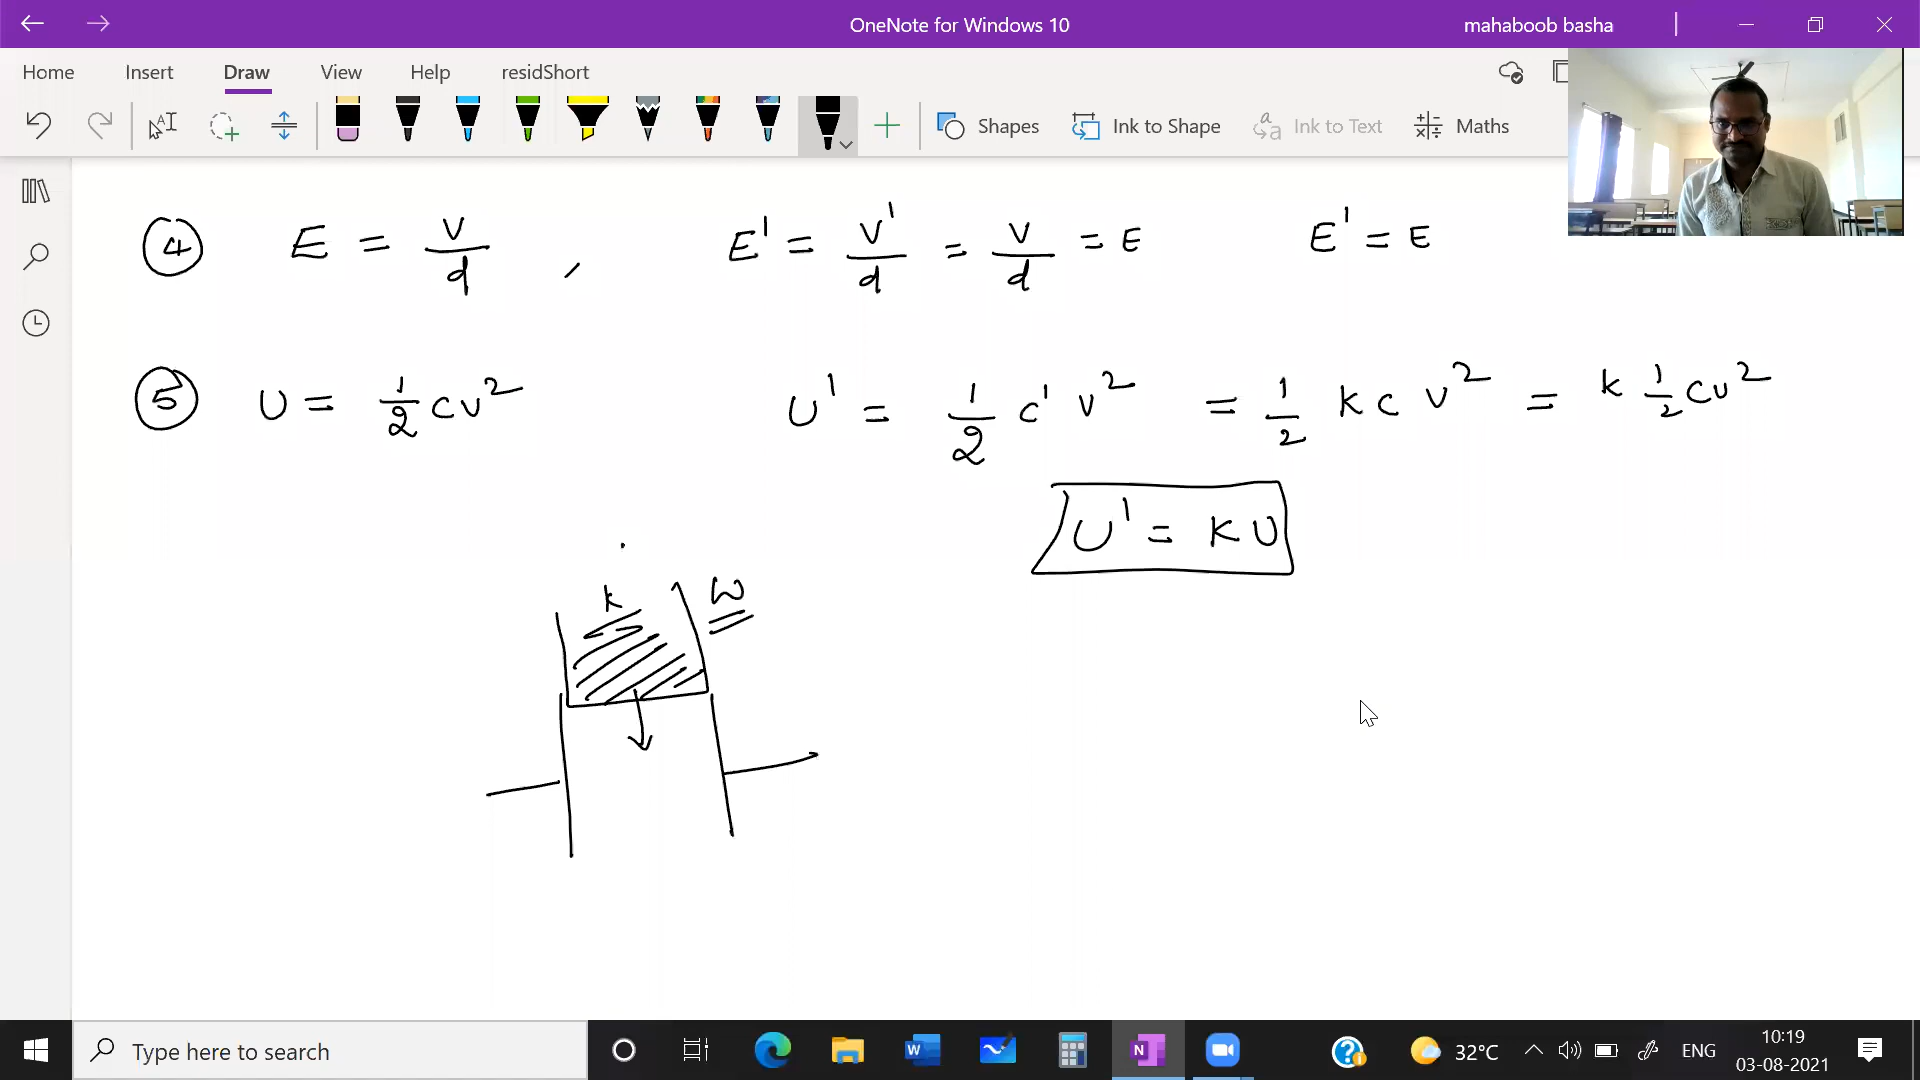 OneNote for Windows 10
mahaboob basha
Home Insert Draw View Help residShort
Shapes Ink to Shape Ink to Text Maths
④ E = V/d , E' = V'/d = V/d = E E' = E
⑤ U = 1/2 CV² U' = 1/2 C' V² = 1/2 K C V² = K 1/2 CV²
U' = K U
K W
Type here to search
32°C ENG 10:19
03-08-2021